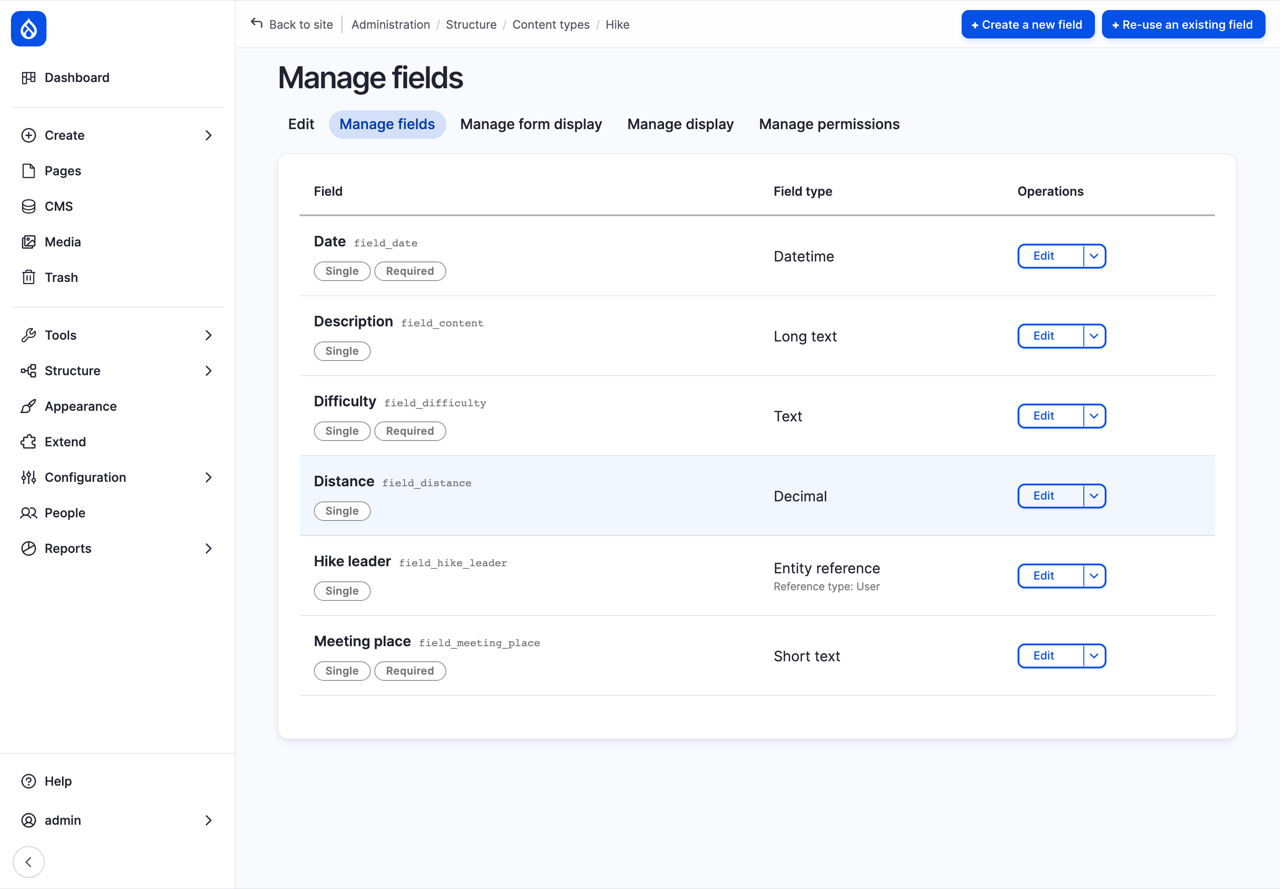 Back to site Administration / Structure / Content types / Hike + Create a new field + Re-use an existing field
Dashboard
Create
Pages
CMS
Media
Trash
Tools
Structure
Appearance
Extend
Configuration
People
Reports
Help
admin
Manage fields
Edit Manage fields Manage form display Manage display Manage permissions
Field Field type Operations
Date field_date
Single Required
Datetime
Edit
Description field_content
Single
Long text
Edit
Difficulty field_difficulty
Single Required
Text
Edit
Distance field_distance
Single
Decimal
Edit
Hike leader field_hike_leader
Single
Entity reference
Reference type: User
Edit
Meeting place field_meeting_place
Single Required
Short text
Edit